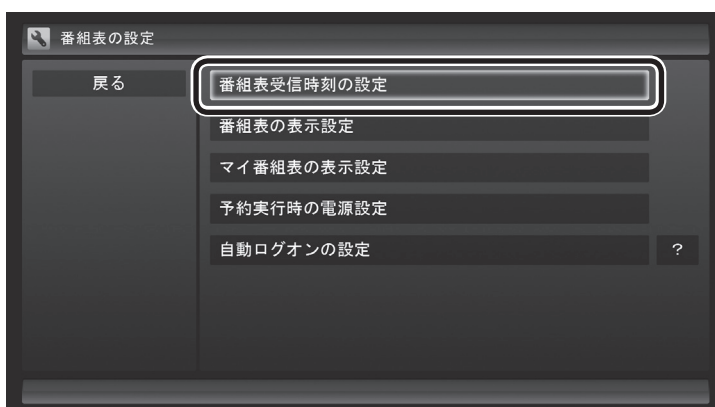 番組表の設定
戻る
番組表受信時刻の設定
番組表の表示設定
マイ番組表の表示設定
予約実行時の電源設定
自動ログオンの設定
?